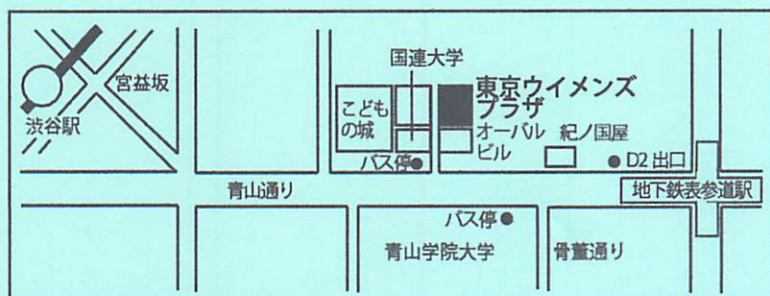 国連大学
宮益坂
東京ウイメンズ
プラザ
こども
の城
渋谷駅
オーバル
ビル
紀ノ国屋
バス停
D2 出口
青山通り
地下鉄表参道駅
バス停
青山学院大学
骨董通り